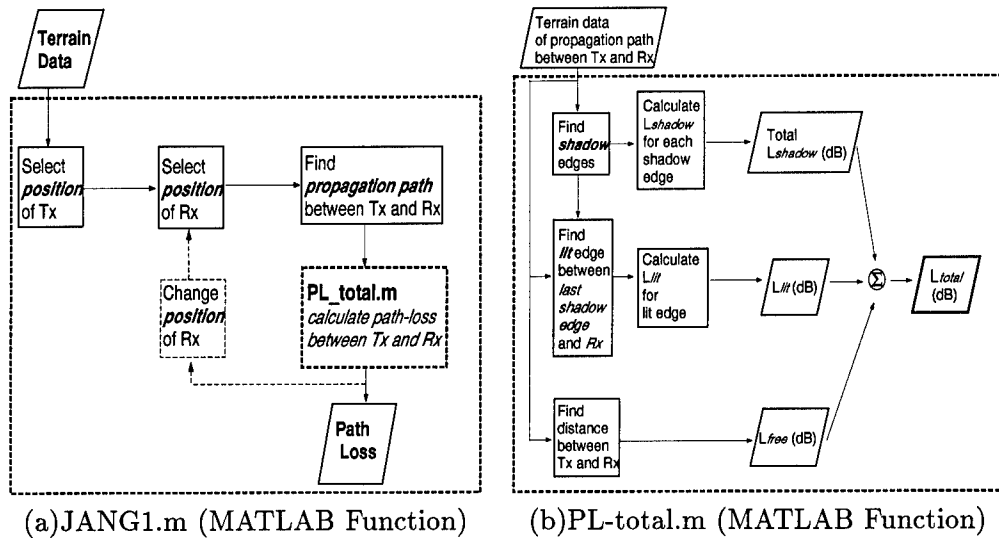 Terrain
Data
Select
position
of Tx
Select
position
of Rx
Find
propagation path
between Tx and Rx
Change
position
of Rx
PL_total.m
calculate path-loss
between Tx and Rx
Path
Loss
(a)JANG1.m (MATLAB Function)
Terrain data
of propagation path
between Tx and Rx
Find
shadow
edges
Calculate
Lshadow
for each
shadow
edge
Total
Lshadow (dB)
Find
lit edge
between
last
shadow
edge
and Rx
Calculate
Llit
for
lit edge
Llit (dB)
Σ
Ltotal
(dB)
Find
distance
between
Tx and Rx
Lfree (dB)
(b)PL-total.m (MATLAB Function)